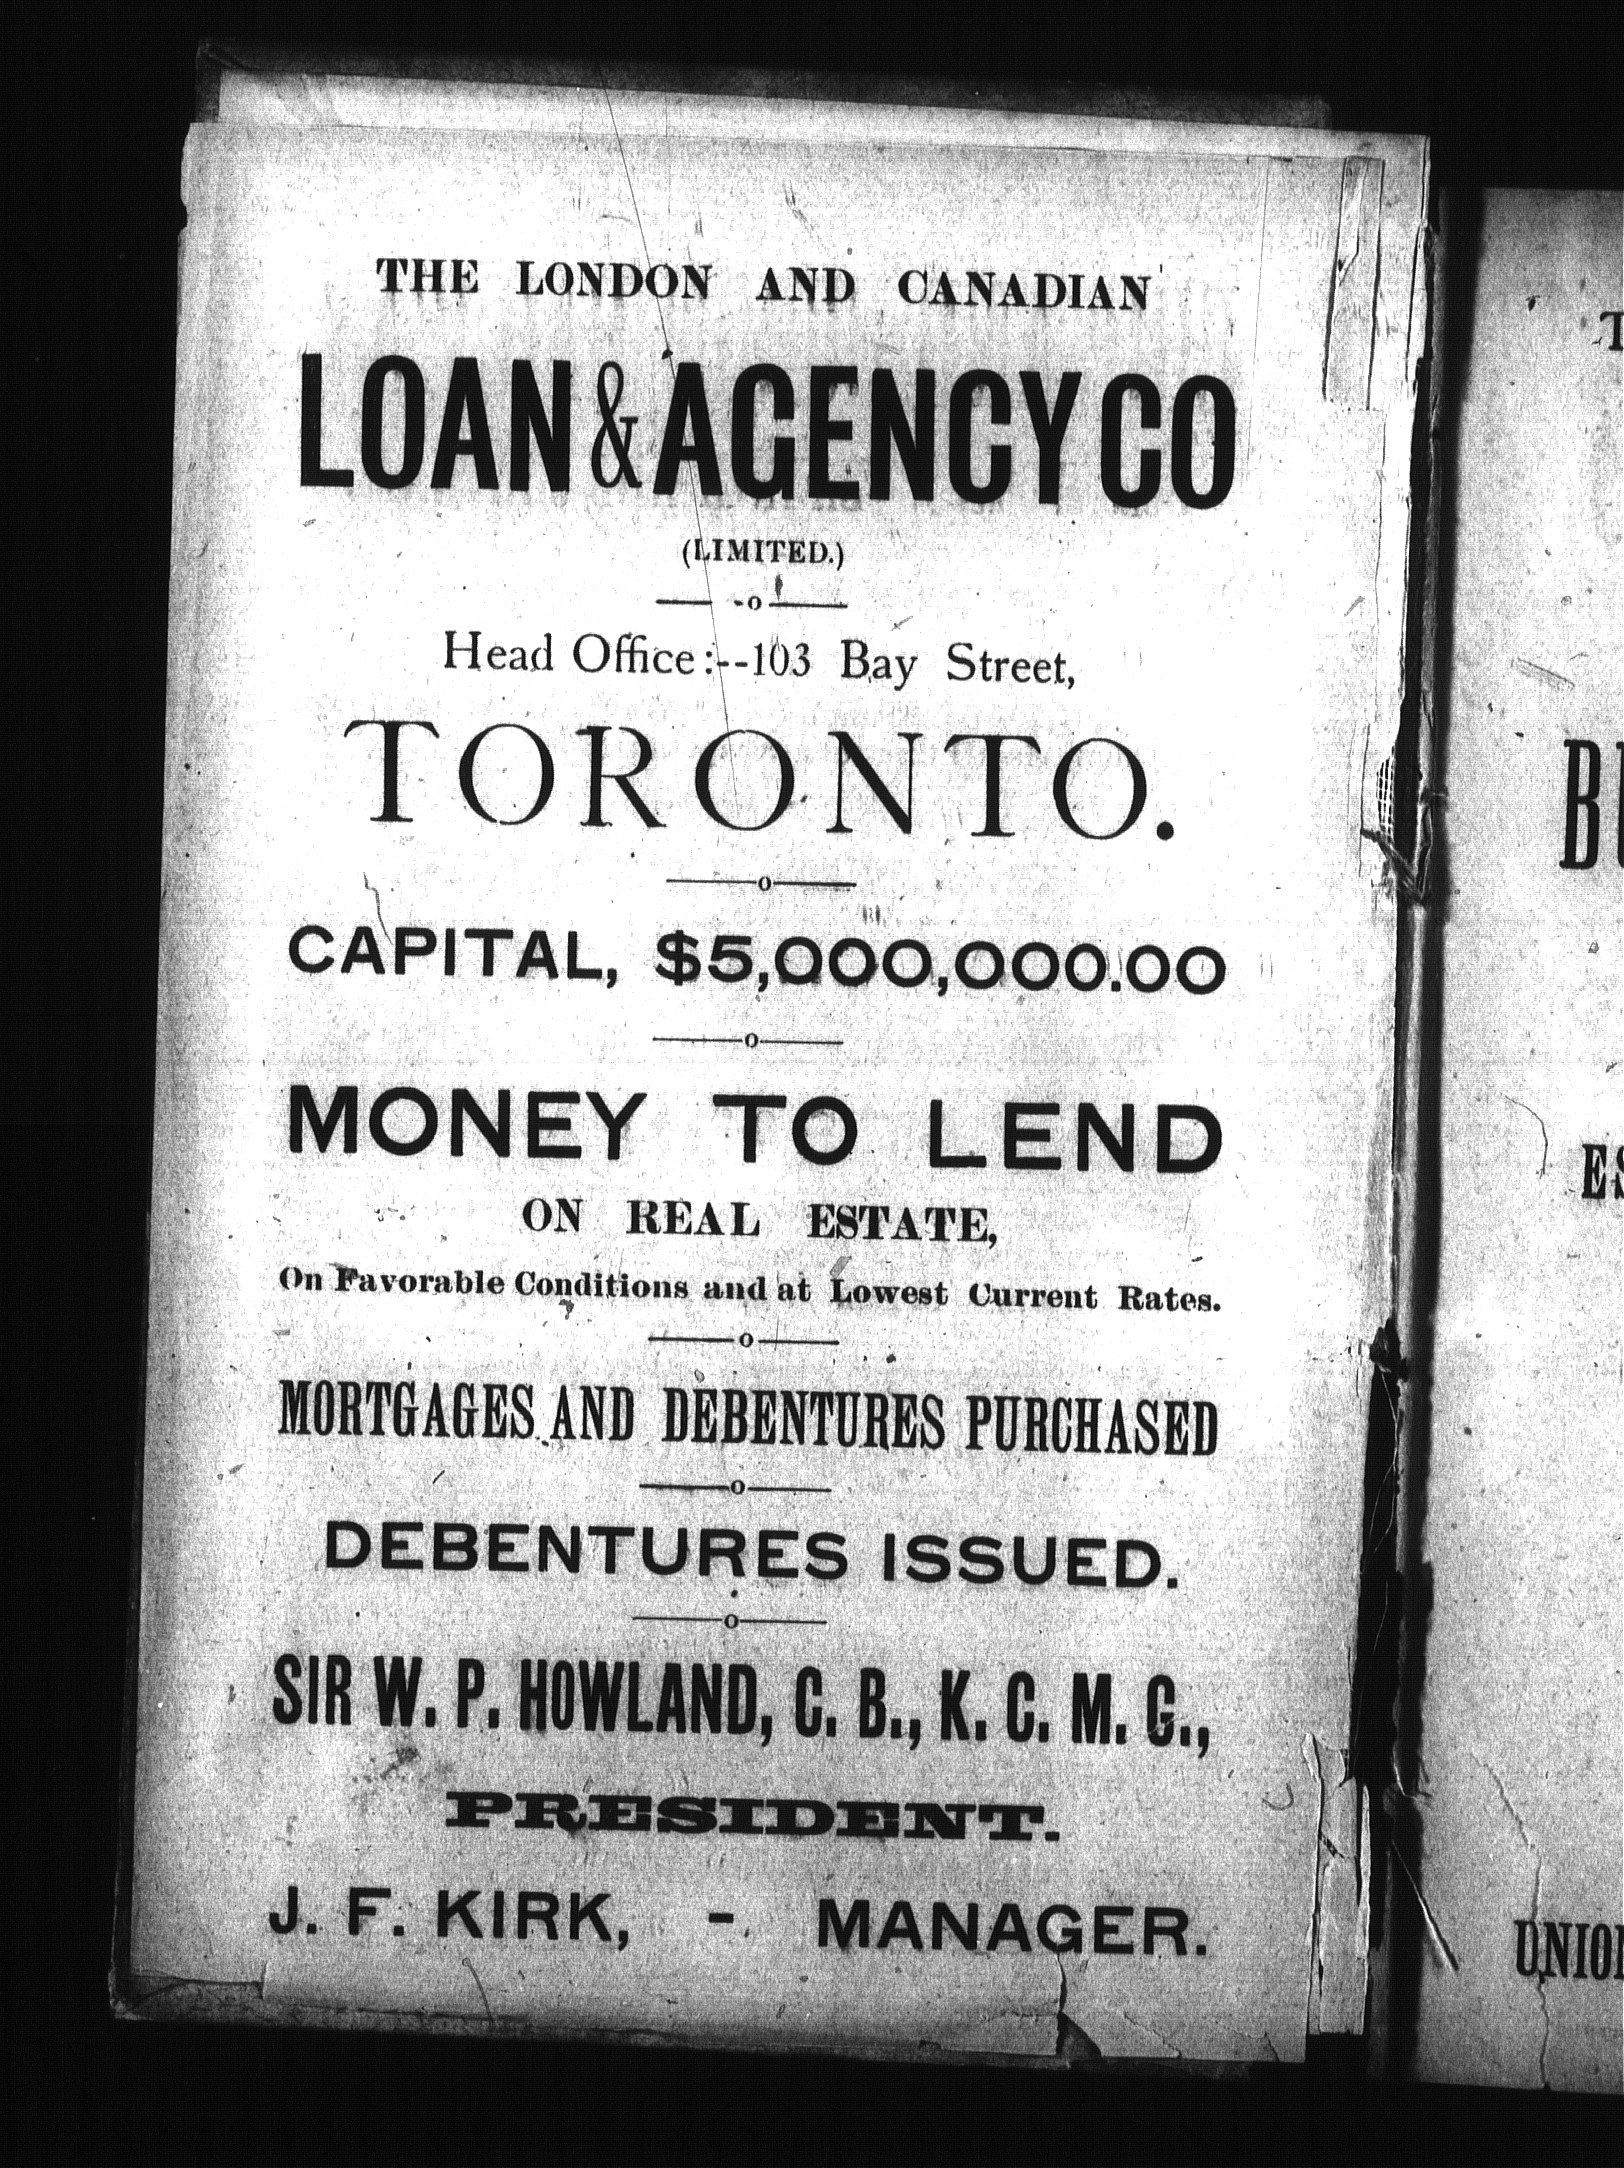 THE LONDON AND CANADIAN
LOAN & AGENCY CO
(LIMITED.)
Head Office:--103 Bay Street,
TORONTO.
CAPITAL, $5,000,000.00
MONEY TO LEND
ON REAL ESTATE,
On Favorable Conditions and at Lowest Current Rates.
MORTGAGES AND DEBENTURES PURCHASED
DEBENTURES ISSUED.
SIR W. P. HOWLAND, C. B., K. C. M. G.,
PRESIDENT.
J. F. KIRK, - MANAGER.